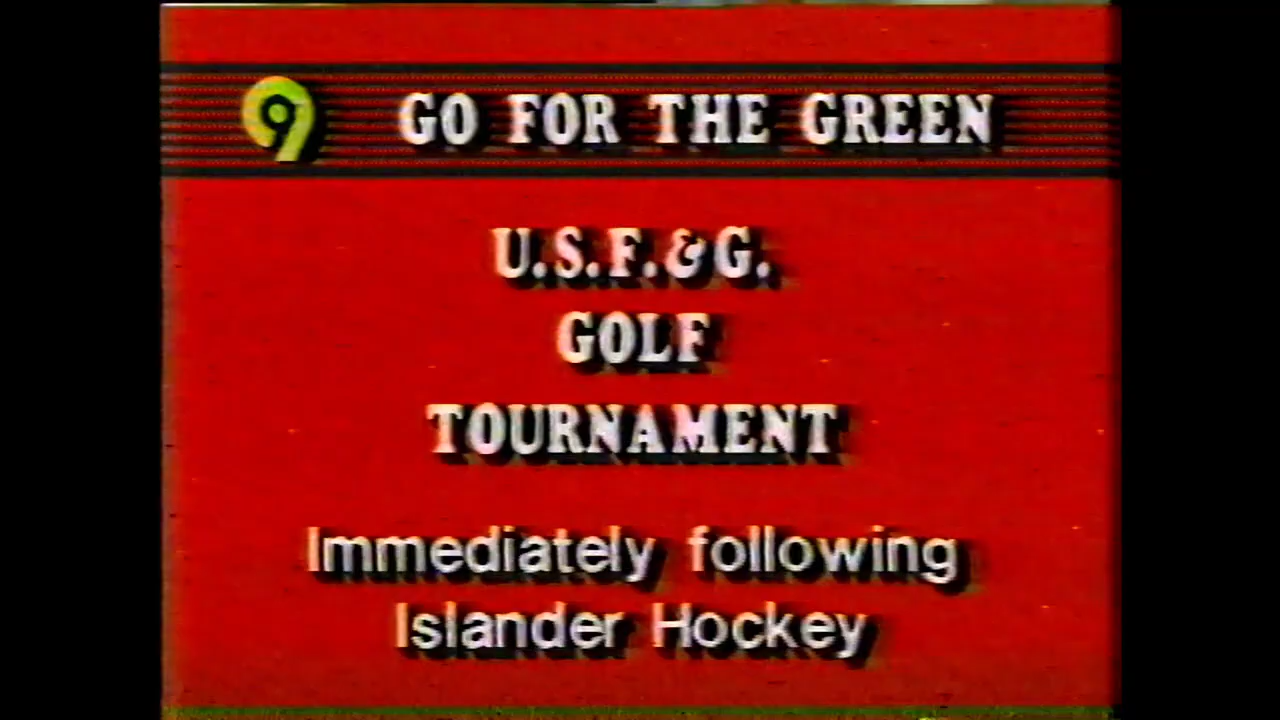 9 GO FOR THE GREEN
U.S.F.&G.
GOLF
TOURNAMENT
Immediately following
Islander Hockey